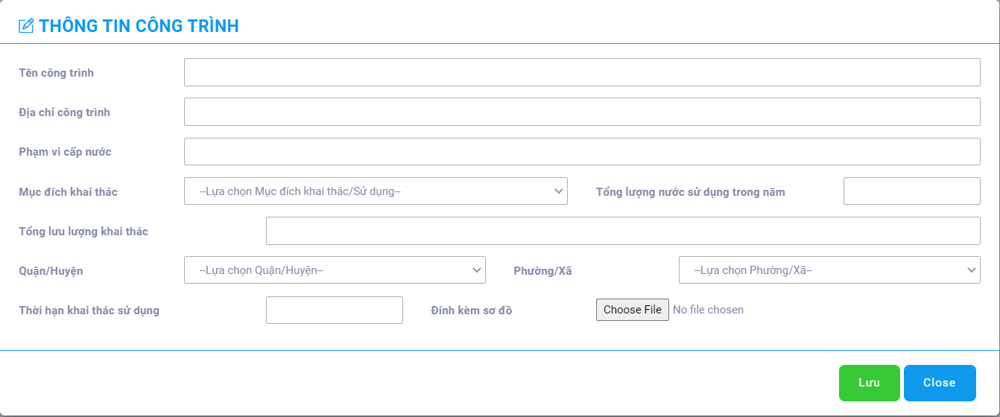 THÔNG TIN CÔNG TRÌNH
Tên công trình
Địa chỉ công trình
Phạm vi cấp nước
Mục đích khai thác --Lựa chọn Mục đích khai thác/Sử dụng-- Tổng lượng nước sử dụng trong năm
Tổng lưu lượng khai thác
Quận/Huyện --Lựa chọn Quận/Huyện-- Phường/Xã --Lựa chọn Phường/Xã--
Thời hạn khai thác sử dụng Đính kèm sơ đồ Choose File No file chosen
Lưu Close